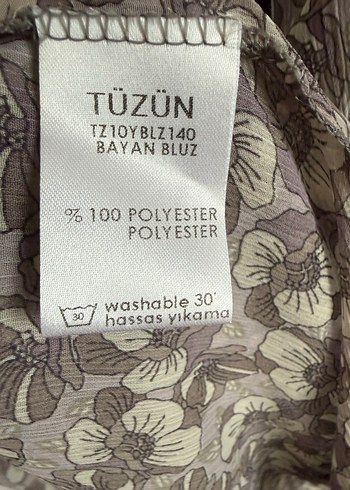 TÜZÜN
TZ10YBLZ140
BAYAN BLUZ
% 100 POLYESTER
POLYESTER
30 washable 30°
hassas yıkama